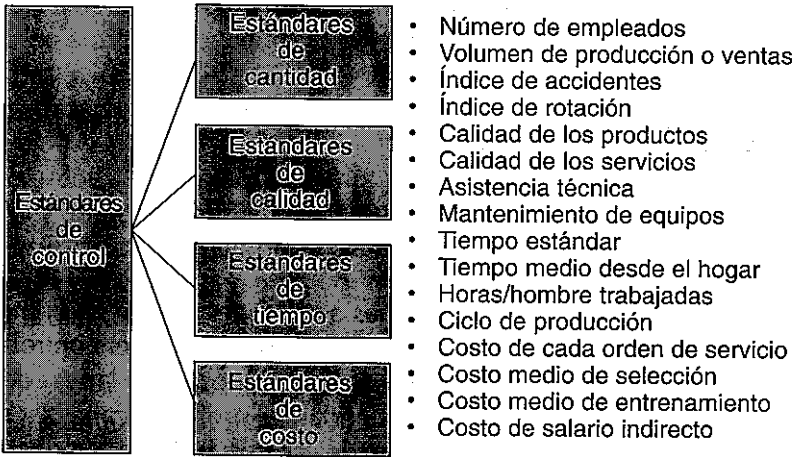 Estándares
de
control
Estándares
de
cantidad
• Número de empleados
• Volumen de producción o ventas
• Índice de accidentes
• Índice de rotación
Estándares
de
calidad
• Calidad de los productos
• Calidad de los servicios
• Asistencia técnica
• Mantenimiento de equipos
Estándares
de
tiempo
• Tiempo estándar
• Tiempo medio desde el hogar
• Horas/hombre trabajadas
• Ciclo de producción
Estándares
de
costo
• Costo de cada orden de servicio
• Costo medio de selección
• Costo medio de entrenamiento
• Costo de salario indirecto